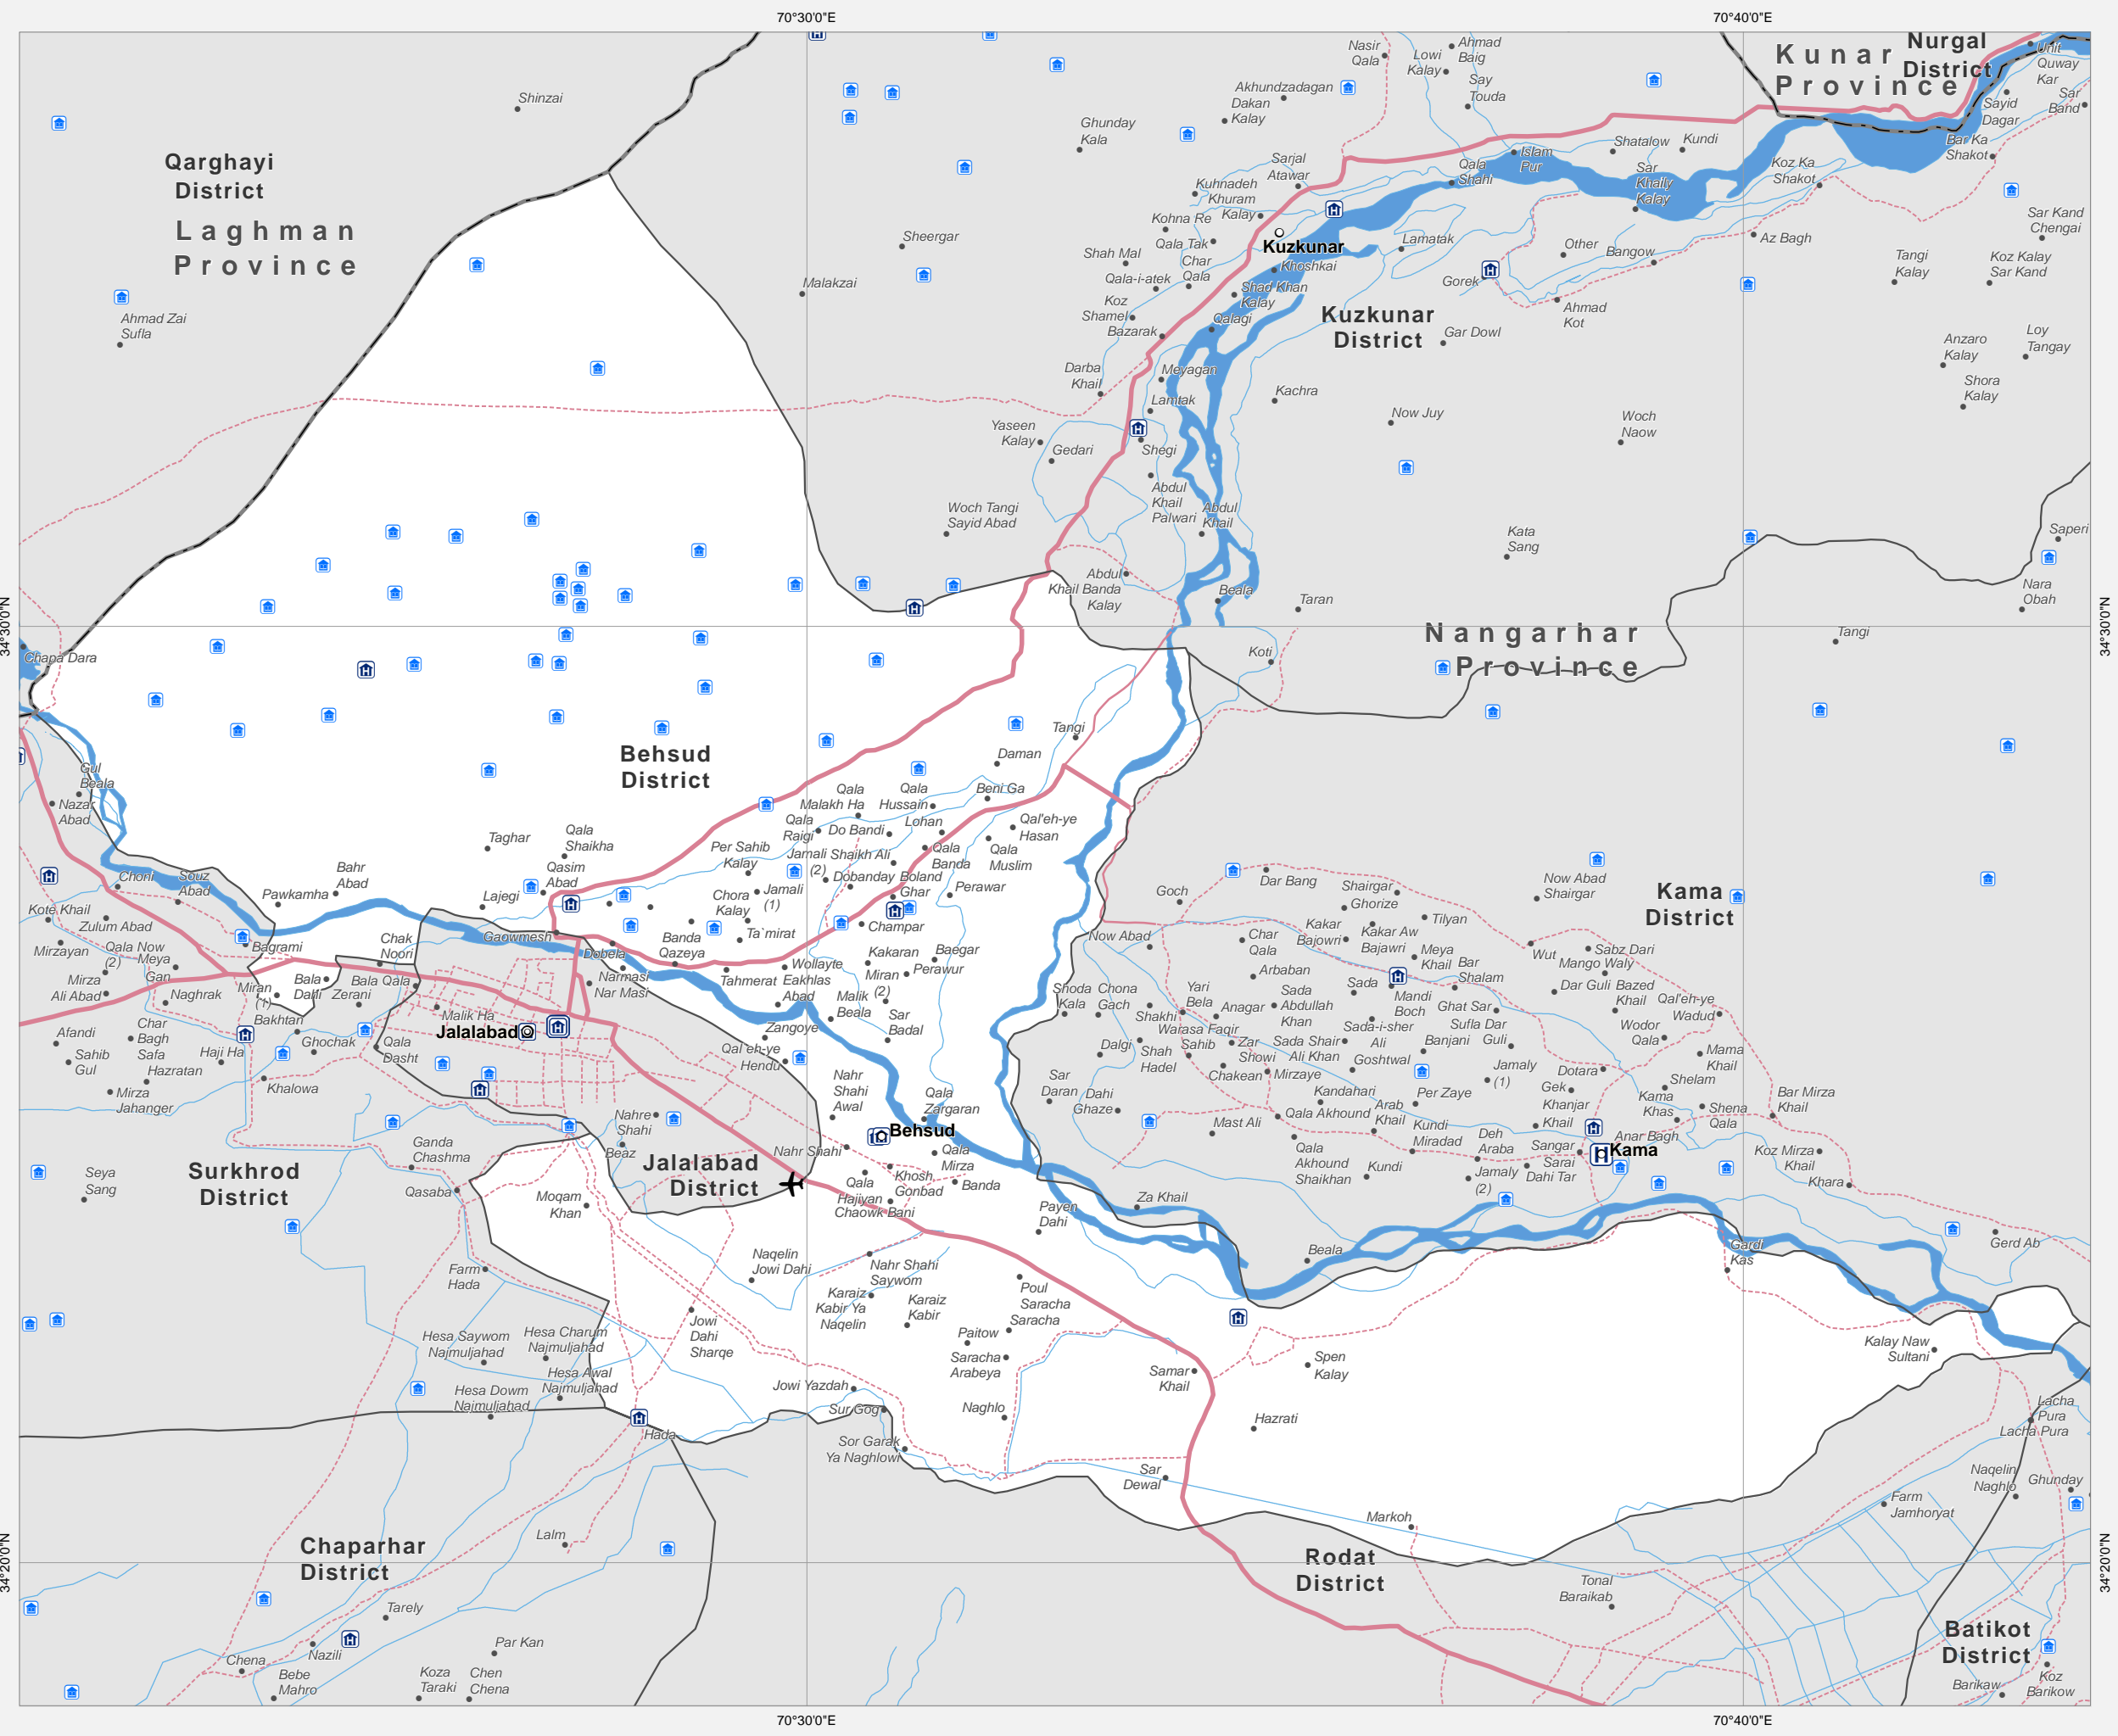 70°30'0"E
70°40'0"E
Kunar
Province
Nurgal
District
Nasir
Qala
Lowi
Kalay
Ahmad
Baig
Say
Touda
Unit
Quway
Kar
Sar
Band
Sayid
Dagar
Bar Ka
Shakot
Shinzai
Akhundzadagan
Dakan
Kalay
Ghunday
Kala
Qarghayi
District
Laghman
Province
Sarjal
Atawar
Qala
Shahi
Islam
Pur
Shatalow
Kundi
Sar
Khaily
Kalay
Koz Ka
Shakot
Kuhnadeh
Khuram
Kalay
Kohna Re
Qala Tak
Char
Qala
Kuzkunar
Khoshkai
Lamatak
Other
Bangow
Az Bagh
Sar Kand
Chengai
Sheergar
Shah Mal
Qala-i-atek
Shad Khan
Kalay
Gorek
Tangi
Kalay
Koz Kalay
Sar Kand
Malakzai
Koz
Shamel
Bazarak
Qalagi
Kuzkunar
District
Ahmad
Kot
Gar Dowl
Ahmad Zai
Sufla
Anzaro
Kalay
Loy
Tangay
Shora
Kalay
Darba
Khail
Meyagan
Lamtak
Kachra
Now Juy
Woch
Naow
Yaseen
Kalay
Gedari
Shegi
Abdul
Khail
Palwari
Abdul
Khail
Woch Tangi
Sayid Abad
Kata
Sang
Saperi
Abdul
Khail Banda
Kalay
Beala
Taran
Nara
Obah
34°30'0"N
34°30'0"N
Nangarhar
Province
Tangi
Koti
Chapa Dara
Behsud
District
Tangi
Daman
Gul
Beala
Nazar
Abad
Qala
Malakh Ha
Qala
Hussain
Beni Ga
Qala
Raigi
Do Bandi
Lohan
Qal'eh-ye
Hasan
Taghar
Qala
Shaikha
Per Sahib
Kalay
Jamali
(2)
Shaikh Ali
Qala
Banda
Qala
Muslim
Qasim
Abad
Dobanday
Boland
Ghar
Perawar
Choni
Souz
Abad
Pawkamha
Bahr
Abad
Lajegi
Chora
Kalay
Jamali
(1)
Champar
Dar Bang
Goch
Shairgar
Ghorize
Now Abad
Shairgar
Kama
District
Kote Khail
Zulum Abad
Mirzayan
Qala Now
(2)
Meya
Gan
Bagrami
Chak
Noori
Ganwmesh
Dobela
Banda
Qazeya
Ta`mirat
Kakaran
Baegar
Now Abad
Char
Qala
Kakar
Bajowri
Kakar Aw
Bajawri
Tilyan
Meya
Khail
Bar
Shalam
Wut
Sabz Dari
Mango Waly
Mirza
Ali Abad
Naghrak
Miran
(1)
Bala
Dahi
Bala Qala
Zerani
Narmasi
Nar Masi
Tahmerat
Wollayte
Eakhlas
Abad
Miran
(2)
Perawur
Arbaban
Sada
Mandi
Boch
Dar Guli
Bazed
Khail
Qal'eh-ye
Wadud
Shoda
Kala
Chona
Gach
Yari
Bela
Anagar
Sada
Abdullah
Khan
Ghat Sar
Afandi
Char
Bagh
Safa
Bakhtan
Malik Ha
Jalalabad
Malik
Beala
Sar
Badal
Zangoye
Shakhi
Warasa Faqir
Sahib
Zar
Showi
Sada Shair
Ali Khan
Sada-i-sher
Ali
Sufla Dar
Guli
Wodor
Qala
Sahib
Gul
Hazratan
Haji Ha
Ghochak
Qala
Dasht
Qal'eh-ye
Hendu
Dalgi
Shah
Hadel
Chakean
Mirzaye
Goshtwal
Banjani
Jamaly
(1)
Dotara
Mama
Khail
Mirza
Jahanger
Khalowa
Nahr
Shahi
Awal
Qala
Zargaran
Sar
Daran
Dahi
Ghaze
Kandahari
Per Zaye
Gek
Khanjar
Khail
Shelam
Kama
Khas
Shena
Qala
Bar Mirza
Khail
Nahre
Shahi
Beaz
Behsud
Mast Ali
Qala Akhound
Arab
Khail
Kundi
Miradad
Deh
Araba
Sangar
Sarai
Dahi Tar
Anar Bagh
Kama
Koz Mirza
Khail
Khara
Seya
Sang
Surkhrod
District
Ganda
Chashma
Qasaba
Moqam
Khan
Jalalabad
District
Nahr Shahi
Qala
Hajiyan
Chaowk Bani
Khosh
Gonbad
Qala
Mirza
Banda
Qala
Akhound
Shaikhan
Kundi
Jamaly
(2)
Payen
Dahi
Za Khail
Beala
Gardi
Kas
Gerd Ab
Farm
Hada
Naqelin
Jowi Dahi
Nahr Shahi
Saywom
Karaiz
Kabir Ya
Naqelin
Karaiz
Kabir
Poul
Saracha
Saracha
Jowi
Dahi
Sharqe
Paitow
Saracha
Arabeya
Hesa Saywom
Najmuljahad
Hesa Charum
Najmuljahad
Hesa Awal
Najmuljahad
Hesa Dowm
Najmuljahad
Samar
Khail
Spen
Kalay
Kalay Naw
Sultani
Jowi Yazdah
Sur Gog
Naghlo
Hazrati
Hada
Sor Garak
Ya Naghlowi
Sar
Dewal
Lacha
Pura
Lacha Pura
Naqelin
Naghlo
Ghunday
Farm
Jamhoryat
Markoh
Chaparhar
District
Lalm
Rodat
District
34°20'0"N
34°20'0"N
Tonal
Baraikab
Tarely
Nazili
Par Kan
Chena
Bebe
Mahro
Koza
Taraki
Chen
Chena
Batikot
District
Barikaw
Koz
Barikow
70°30'0"E
70°40'0"E